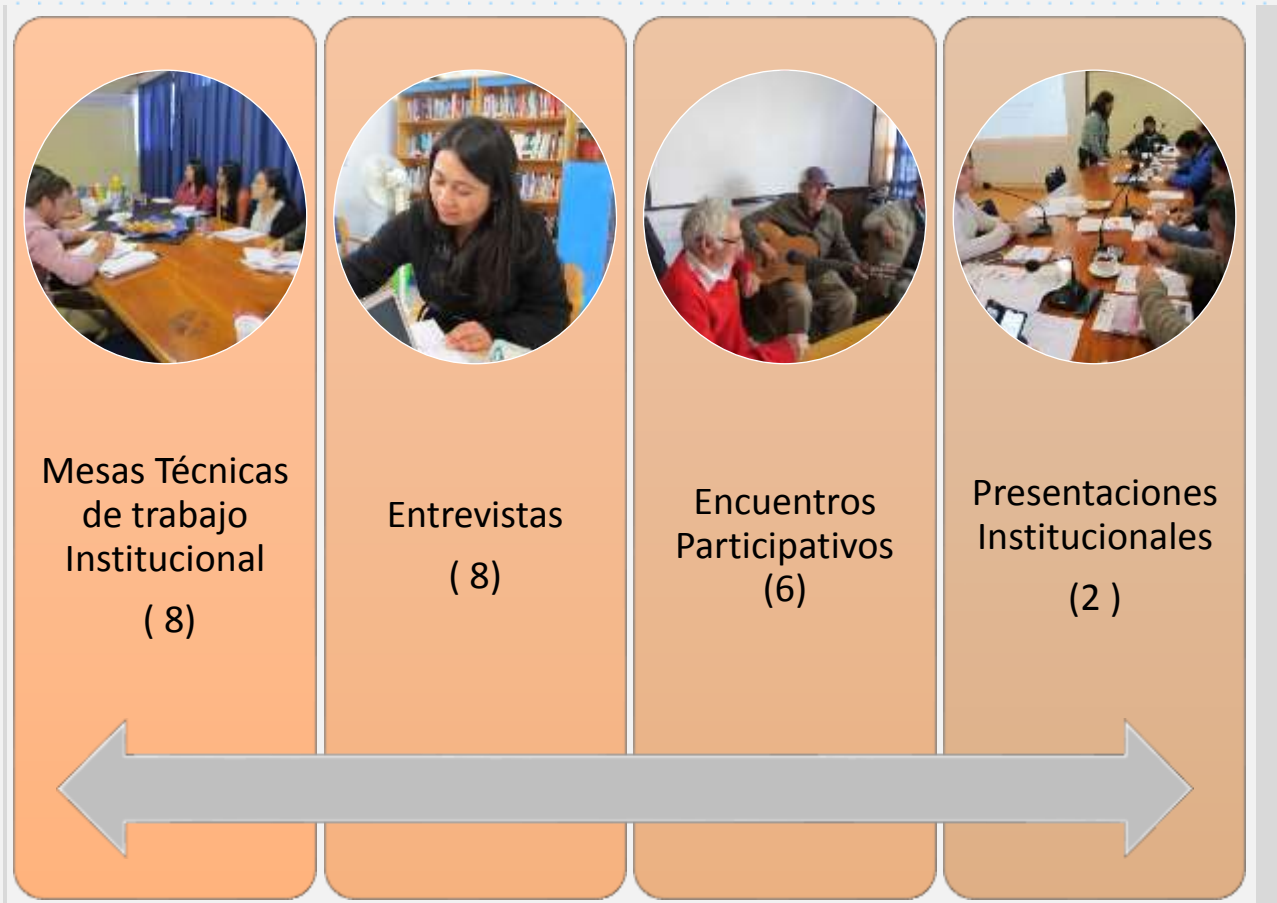 Mesas Técnicas
de trabajo
Institucional
( 8)
Entrevistas
( 8)
Encuentros
Participativos
(6)
Presentaciones
Institucionales
(2 )